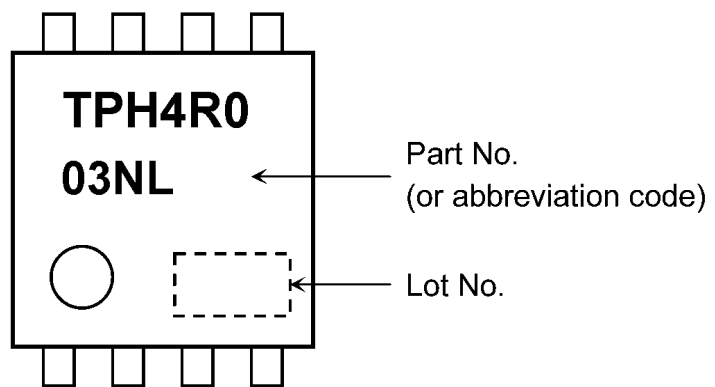 TPH4R0
03NL
Part No.
(or abbreviation code)
Lot No.